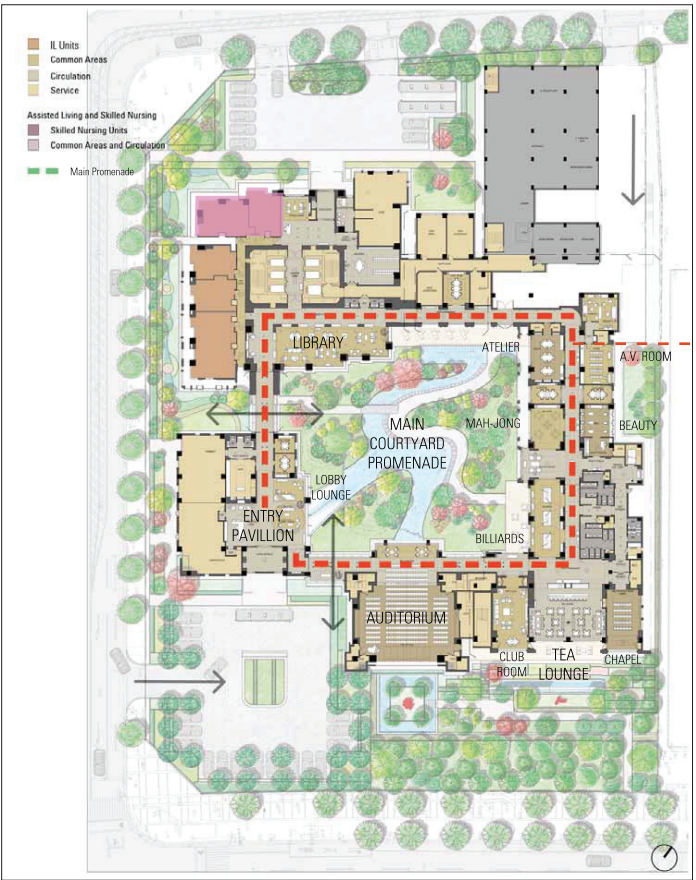 IL Units
Common Areas
Circulation
Service
Assisted Living and Skilled Nursing
Skilled Nursing Units
Common Areas and Circulation
Main Promenade
LIBRARY
ATELIER
A.V. ROOM
MAIN
COURTYARD
PROMENADE
MAH-JONG
BEAUTY
LOBBY
LOUNGE
ENTRY
PAVILLION
BILLIARDS
AUDITORIUM
CLUB
ROOM
TEA
LOUNGE
CHAPEL